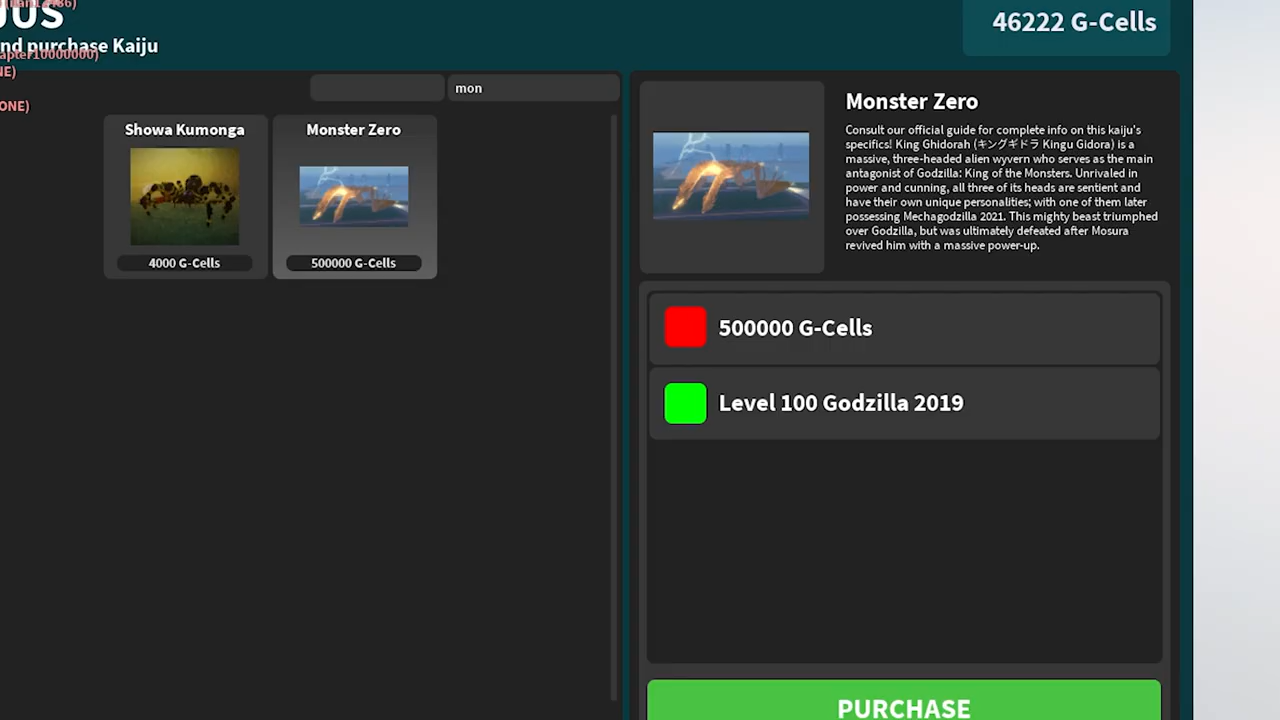 JUS
nd purchase Kaiju
apter10000000)
NE)
ONE)
46222 G-Cells
mon
Showa Kumonga
4000 G-Cells
Monster Zero
500000 G-Cells
Monster Zero
Consult our official guide for complete info on this kaiju's
specifics! King Ghidorah (キングギドラ Kingu Gidora) is a
massive, three-headed alien wyvern who serves as the main
antagonist of Godzilla: King of the Monsters. Unrivaled in
power and cunning, all three of its heads are sentient and
have their own unique personalities; with one of them later
possessing Mechagodzilla 2021. This mighty beast triumphed
over Godzilla, but was ultimately defeated after Mosura
revived him with a massive power-up.
500000 G-Cells
Level 100 Godzilla 2019
PURCHASE